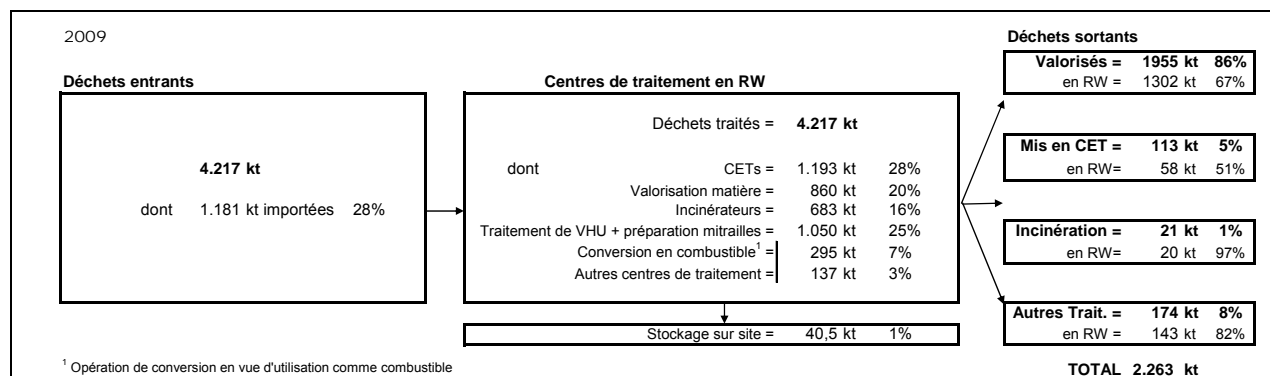 2009
Déchets entrants
4.217 kt
dont 1.181 kt importées 28%
Centres de traitement en RW
Déchets traités = 4.217 kt
dont CETs = 1.193 kt 28%
Valorisation matière = 860 kt 20%
Incinérateurs = 683 kt 16%
Traitement de VHU + préparation mitrailles = 1.050 kt 25%
Conversion en combustible¹ = 295 kt 7%
Autres centres de traitement = 137 kt 3%
Stockage sur site = 40,5 kt 1%
Déchets sortants
Valorisés = 1955 kt 86%
en RW = 1302 kt 67%
Mis en CET = 113 kt 5%
en RW= 58 kt 51%
Incinération = 21 kt 1%
en RW= 20 kt 97%
Autres Trait. = 174 kt 8%
en RW = 143 kt 82%
TOTAL 2.263 kt
¹ Opération de conversion en vue d'utilisation comme combustible